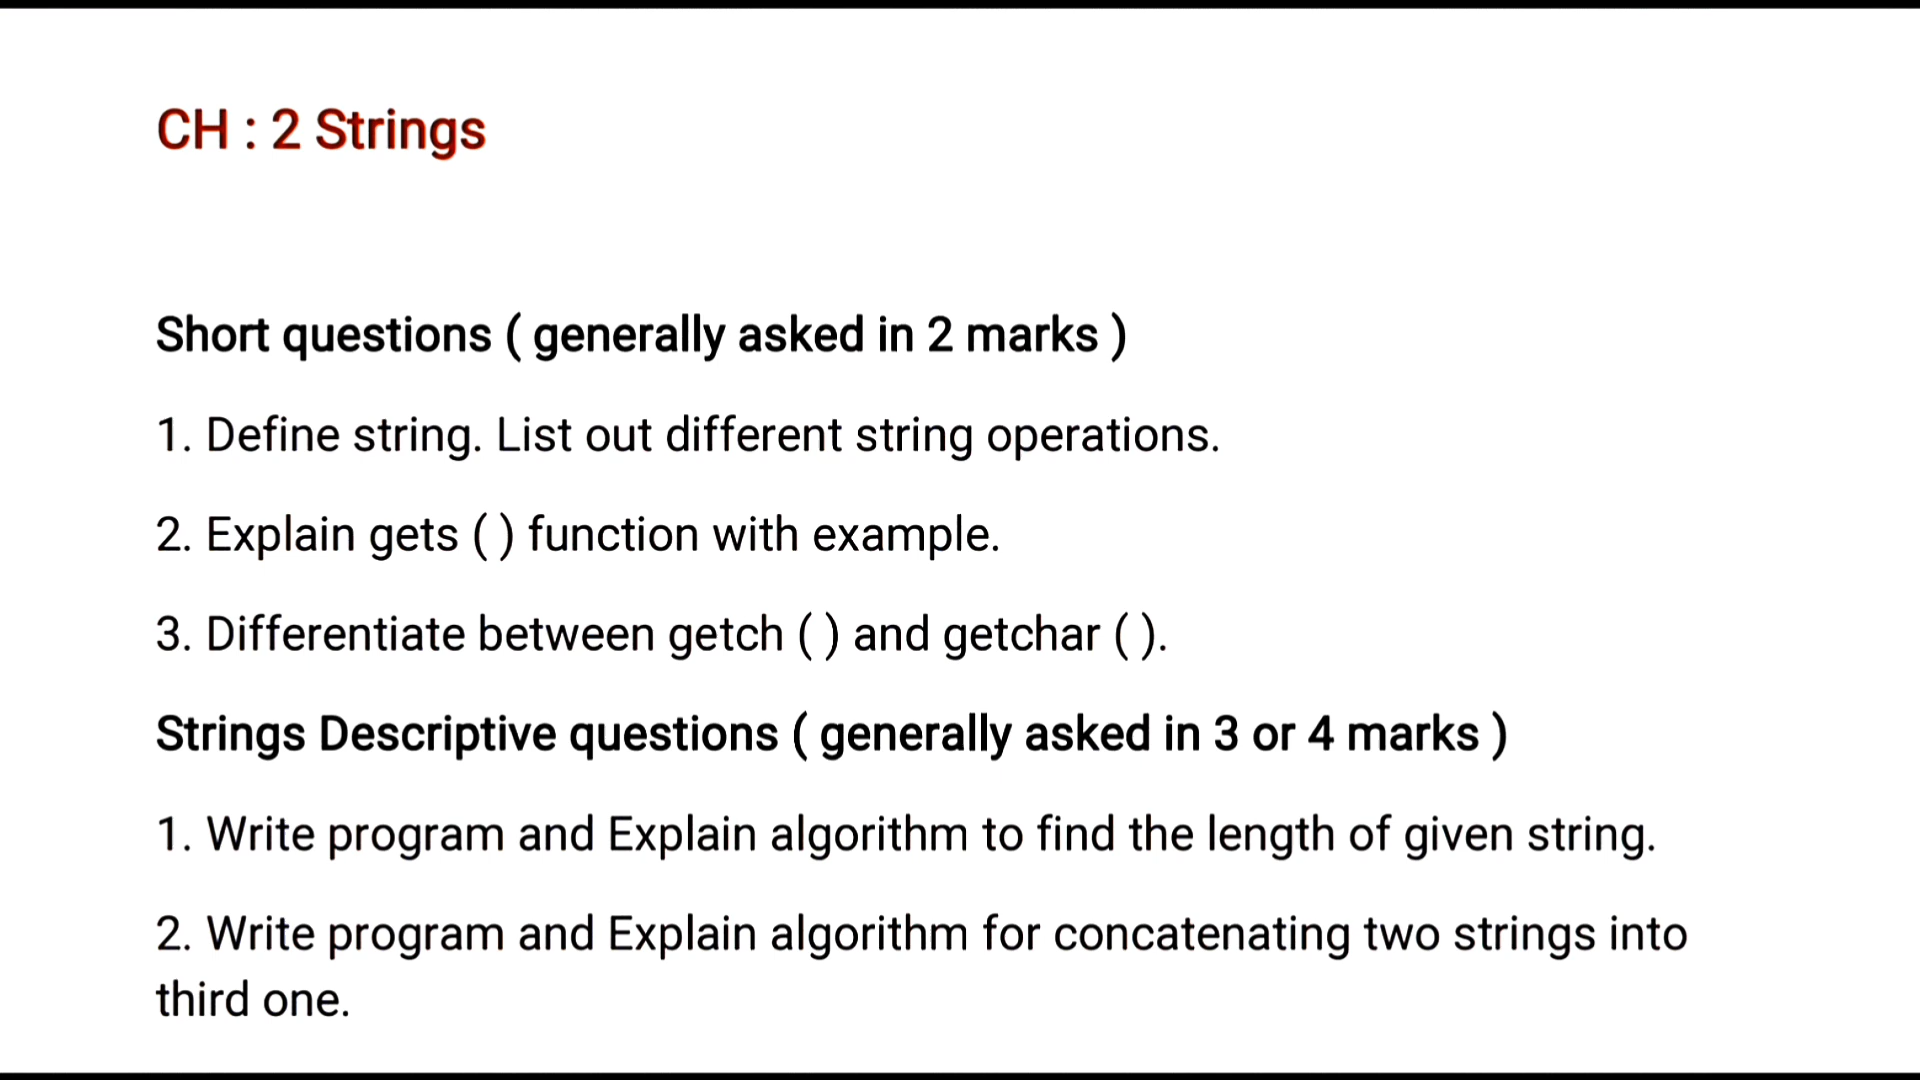 CH : 2 Strings
Short questions ( generally asked in 2 marks )
1. Define string. List out different string operations.
2. Explain gets ( ) function with example.
3. Differentiate between getch ( ) and getchar ( ).
Strings Descriptive questions ( generally asked in 3 or 4 marks )
1. Write program and Explain algorithm to find the length of given string.
2. Write program and Explain algorithm for concatenating two strings into
third one.